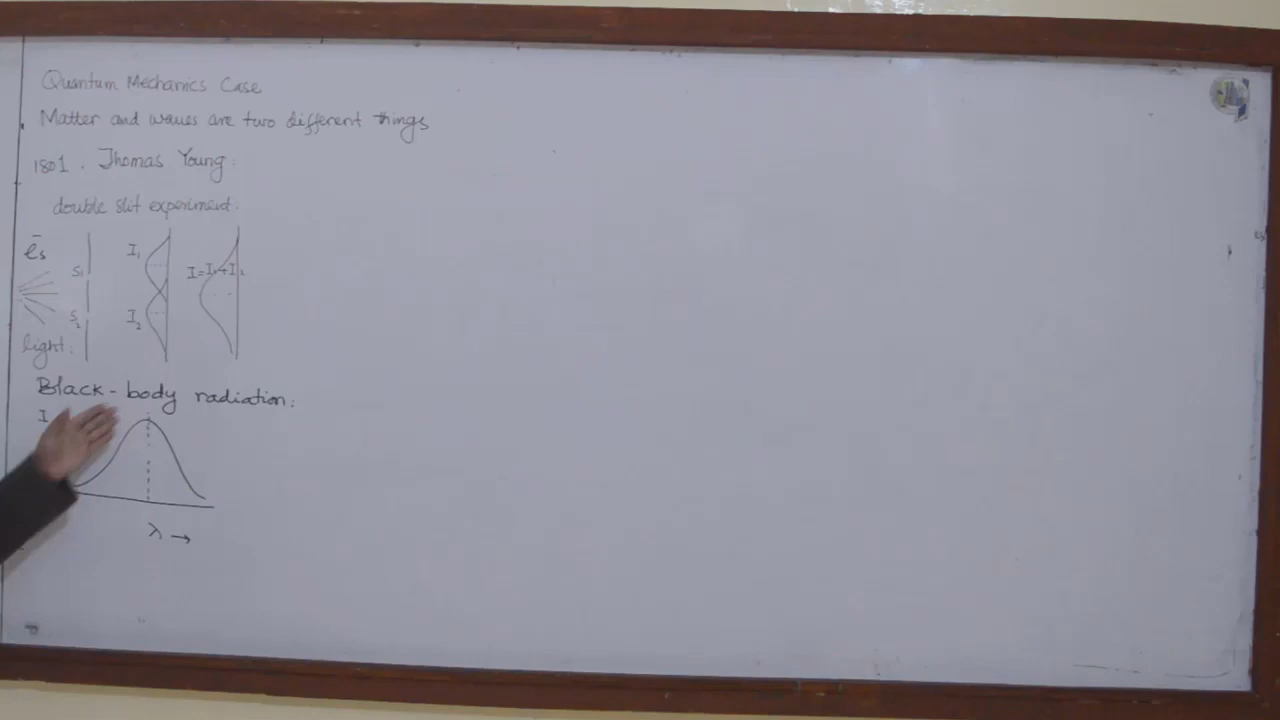 Quantum Mechanics Case
Matter and waves are two different things
1801. Thomas Young:
double slit experiment:
ēs
S1
S2
light:
I1
I2
I=I1+I2
Black-body radiation:
I
λ →